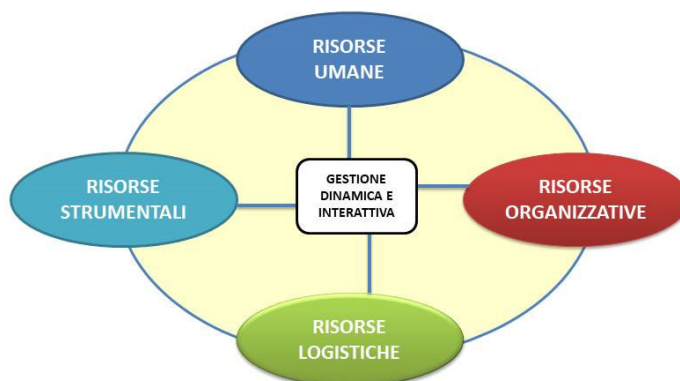 RISORSE
UMANE
RISORSE
STRUMENTALI
GESTIONE
DINAMICA E
INTERATTIVA
RISORSE
ORGANIZZATIVE
RISORSE
LOGISTICHE